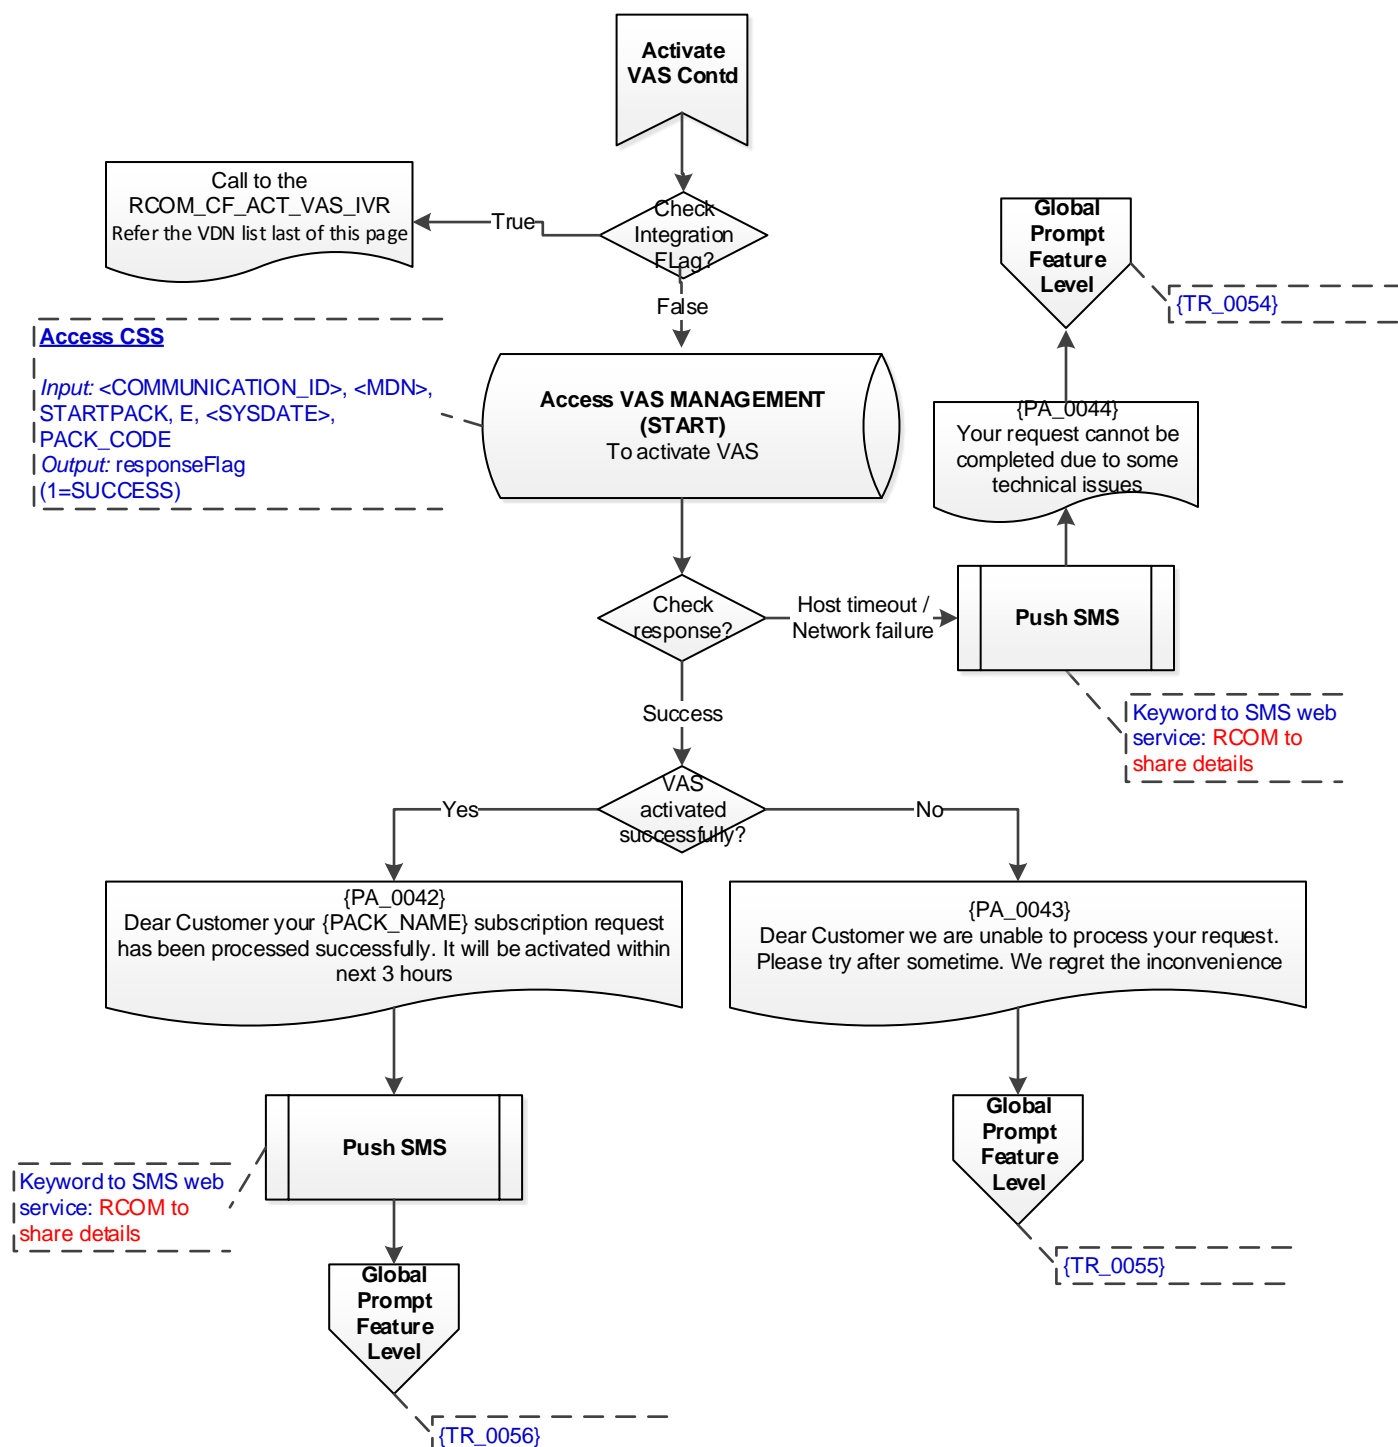 Activate
VAS Contd
Call to the
RCOM_CF_ACT_VAS_IVR
Refer the VDN list last of this page
True
Check
Integration
FLag?
False
Global
Prompt
Feature
Level
{TR_0054}
Access CSS
Input: <COMMUNICATION_ID>, <MDN>,
STARTPACK, E, <SYSDATE>,
PACK_CODE
Output: responseFlag
(1=SUCCESS)
Access VAS MANAGEMENT
(START)
To activate VAS
{PA_0044}
Your request cannot be
completed due to some
technical issues
Check
response?
Host timeout /
Network failure
Push SMS
Keyword to SMS web
service: RCOM to
share details
Success
VAS
activated
successfully?
Yes
No
{PA_0042}
Dear Customer your {PACK_NAME} subscription request
has been processed successfully. It will be activated within
next 3 hours
{PA_0043}
Dear Customer we are unable to process your request.
Please try after sometime. We regret the inconvenience
Push SMS
Keyword to SMS web
service: RCOM to
share details
Global
Prompt
Feature
Level
{TR_0055}
Global
Prompt
Feature
Level
{TR_0056}